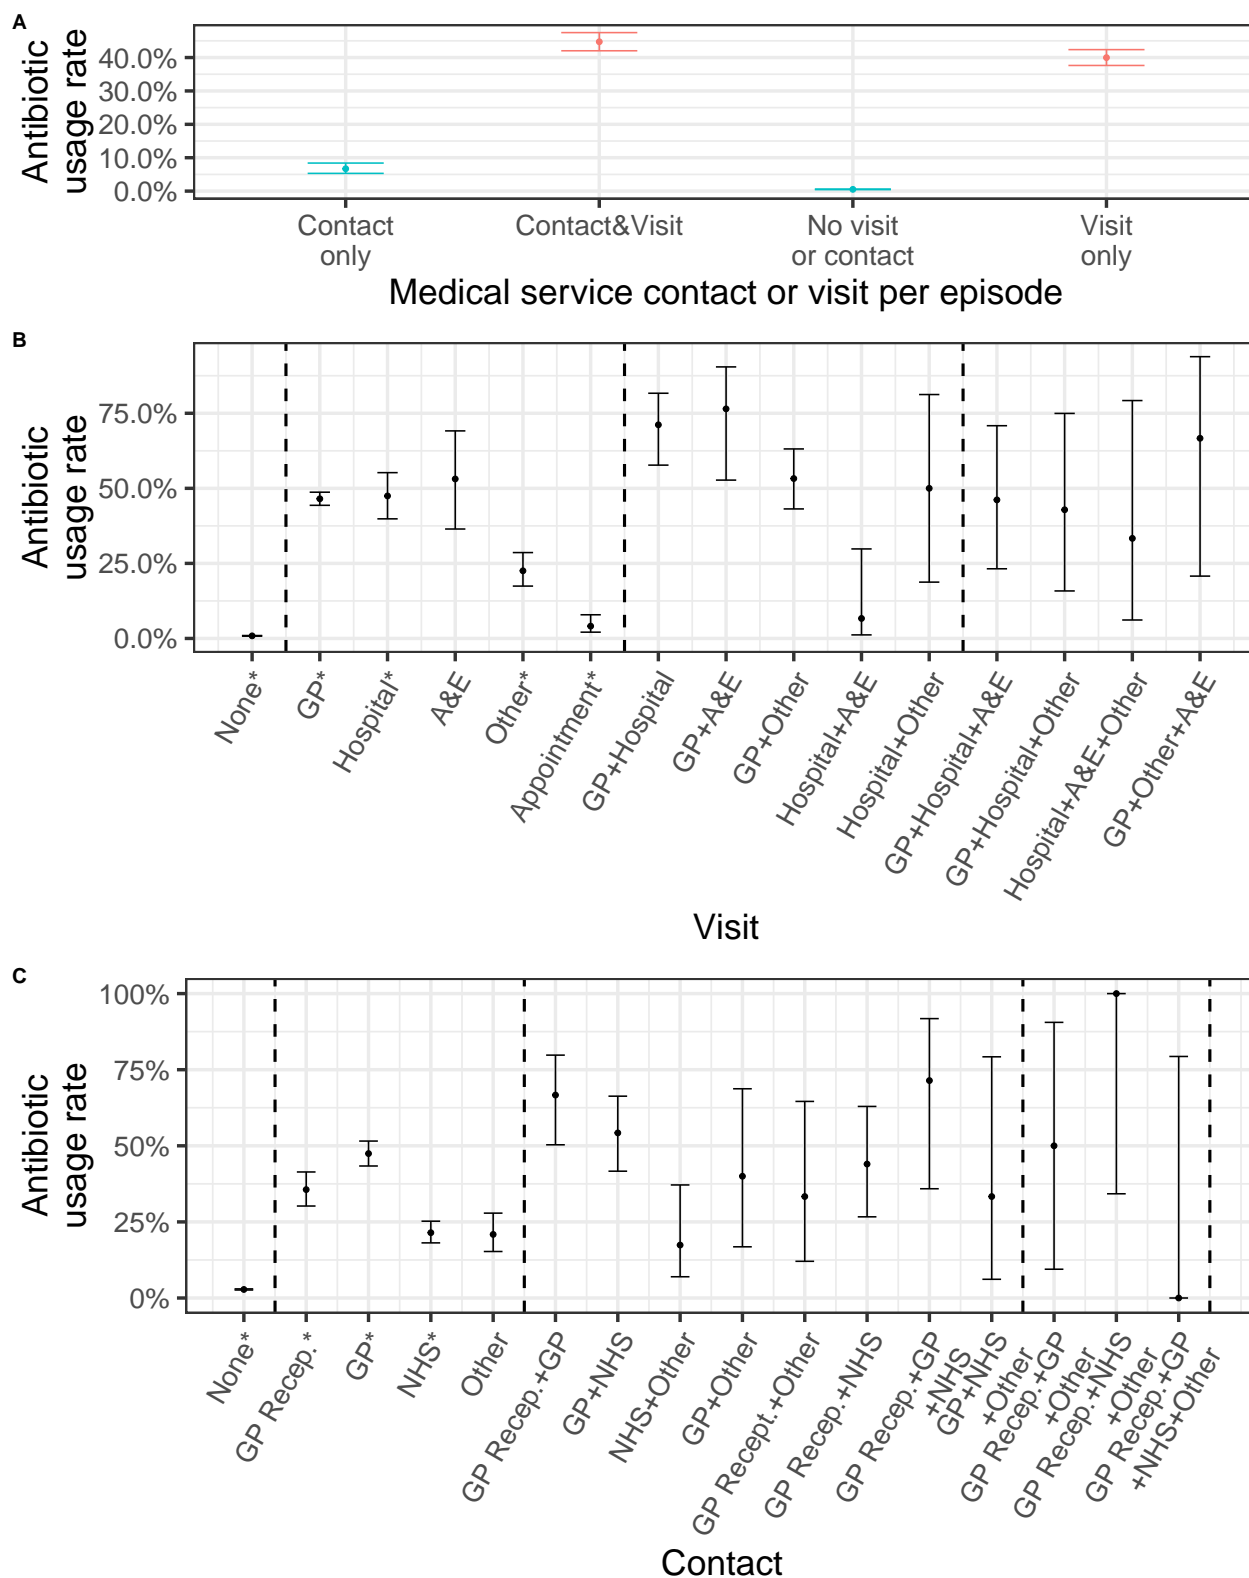 A
Antibiotic
usage rate
40.0%
30.0%
20.0%
10.0%
0.0%
Contact
only
Contact&Visit
No visit
or contact
Visit
only
Medical service contact or visit per episode
B
Antibiotic
usage rate
75.0%
50.0%
25.0%
0.0%
None*
GP*
Hospital*
A&E
Other*
Appointment*
GP+Hospital
GP+A&E
GP+Other
Hospital+A&E
Hospital+Other
GP+Hospital+A&E
GP+Hospital+Other
Hospital+A&E+Other
GP+Other+A&E
Visit
C
Antibiotic
usage rate
100%
75%
50%
25%
0%
None*
GP Recep.*
GP*
NHS*
Other
GP Recep.+GP
GP+NHS
NHS+Other
GP+Other
GP Recept.+Other
GP Recep.+NHS
GP Recep.+GP
+NHS
GP+NHS
+Other
GP Recep.+GP
+Other
GP Recep.+NHS
+Other
GP Recep.+GP
+NHS+Other
Contact